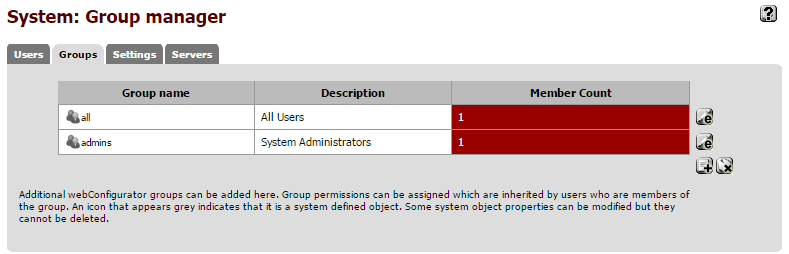 System: Group manager
?
Users Groups Settings Servers
Group name Description Member Count
all All Users 1
e
admins System Administrators 1
e
Additional webConfigurator groups can be added here. Group permissions can be assigned which are inherited by users who are members of
the group. An icon that appears grey indicates that it is a system defined object. Some system object properties can be modified but they
cannot be deleted.